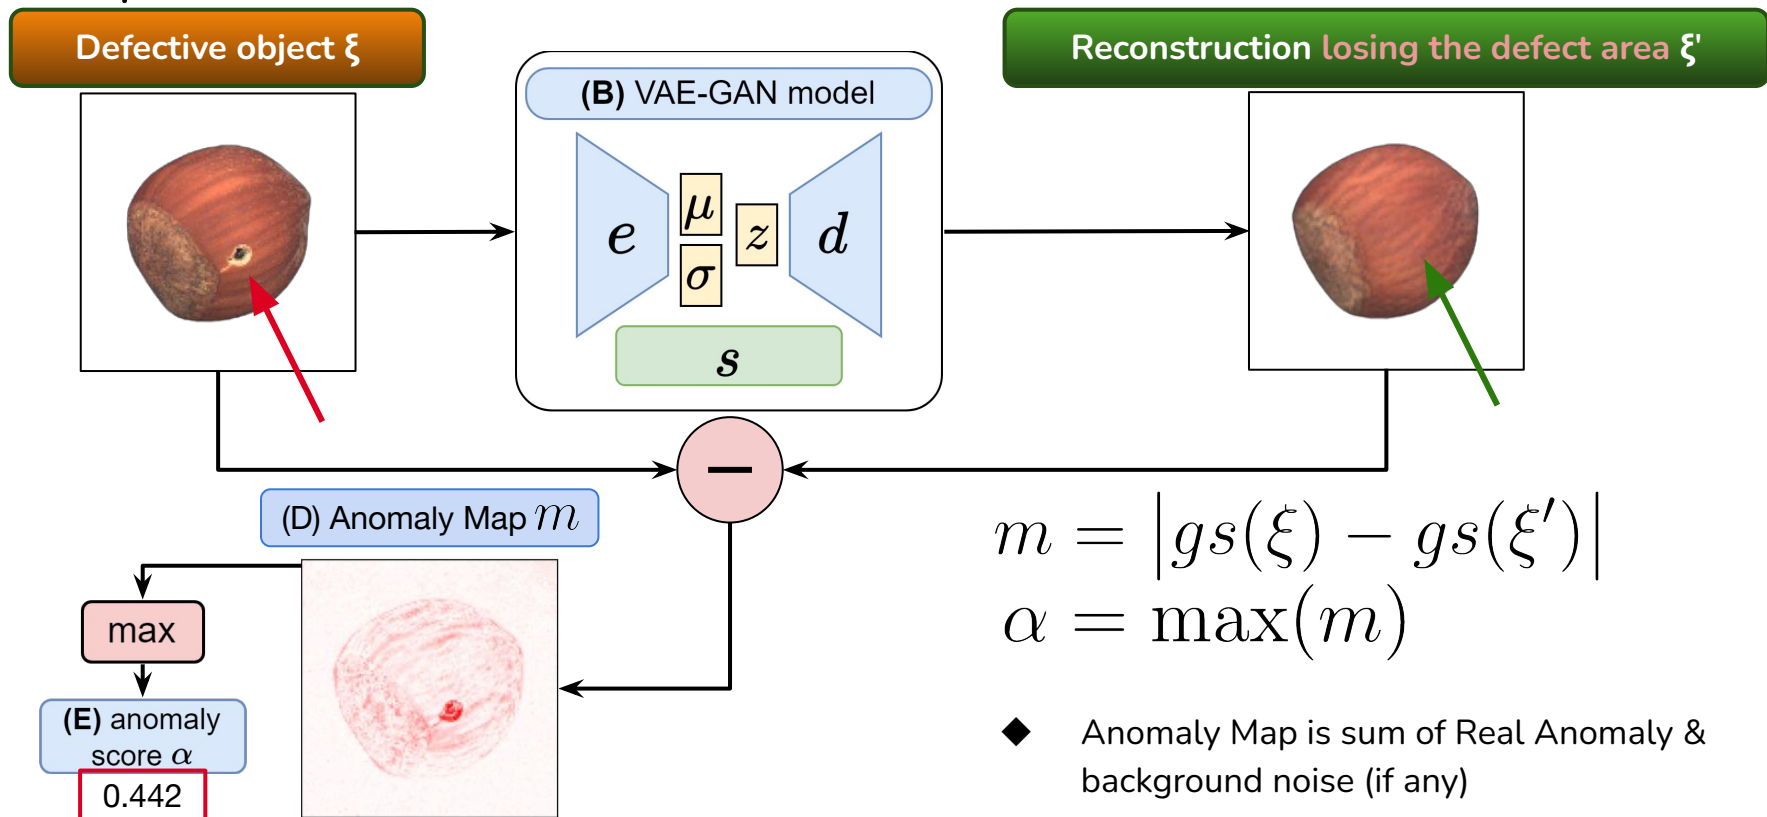 Defective object ξ
Reconstruction losing the defect area ξ'
(B) VAE-GAN model
e
μ
σ
z
d
s
−
(D) Anomaly Map m
m = |gs(ξ) − gs(ξ′)|
α = max(m)
max
(E) anomaly
score α
0.442
◆ Anomaly Map is sum of Real Anomaly &
background noise (if any)